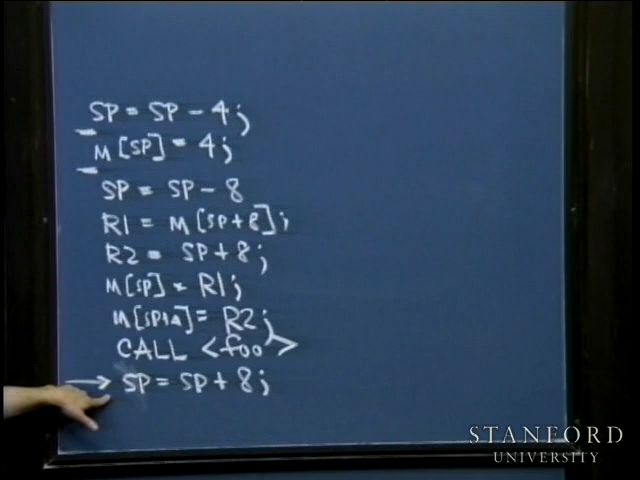 SP = SP - 4;
M[SP] = 4;
SP = SP - 8
R1 = M[SP+8];
R2 = SP + 8;
M[SP] = R1;
M[SP+4] = R2;
CALL <foo>
→ SP = SP + 8;
STANFORD
UNIVERSITY